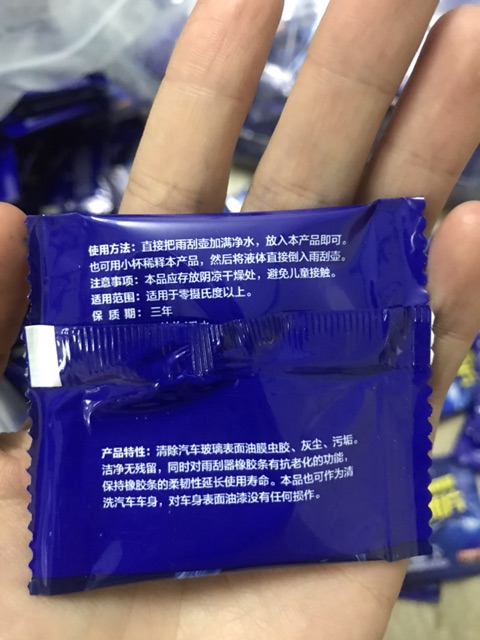 使用方法：直接把雨刮壶加满净水，放入本产品即可。
也可用小杯稀释本产品，然后将液体直接倒入雨刮壶。
注意事项：本品应存放阴凉干燥处，避免儿童接触。
适用范围：适用于零摄氏度以上。
保 质 期：三年
产品特性：清除汽车玻璃表面油膜虫胶、灰尘、污垢。
洁净无残留，同时对雨刮器橡胶条有抗老化的功能，
保持橡胶条的柔韧性延长使用寿命。本品也可作为清
洗汽车车身，对车身表面油漆没有任何损作。